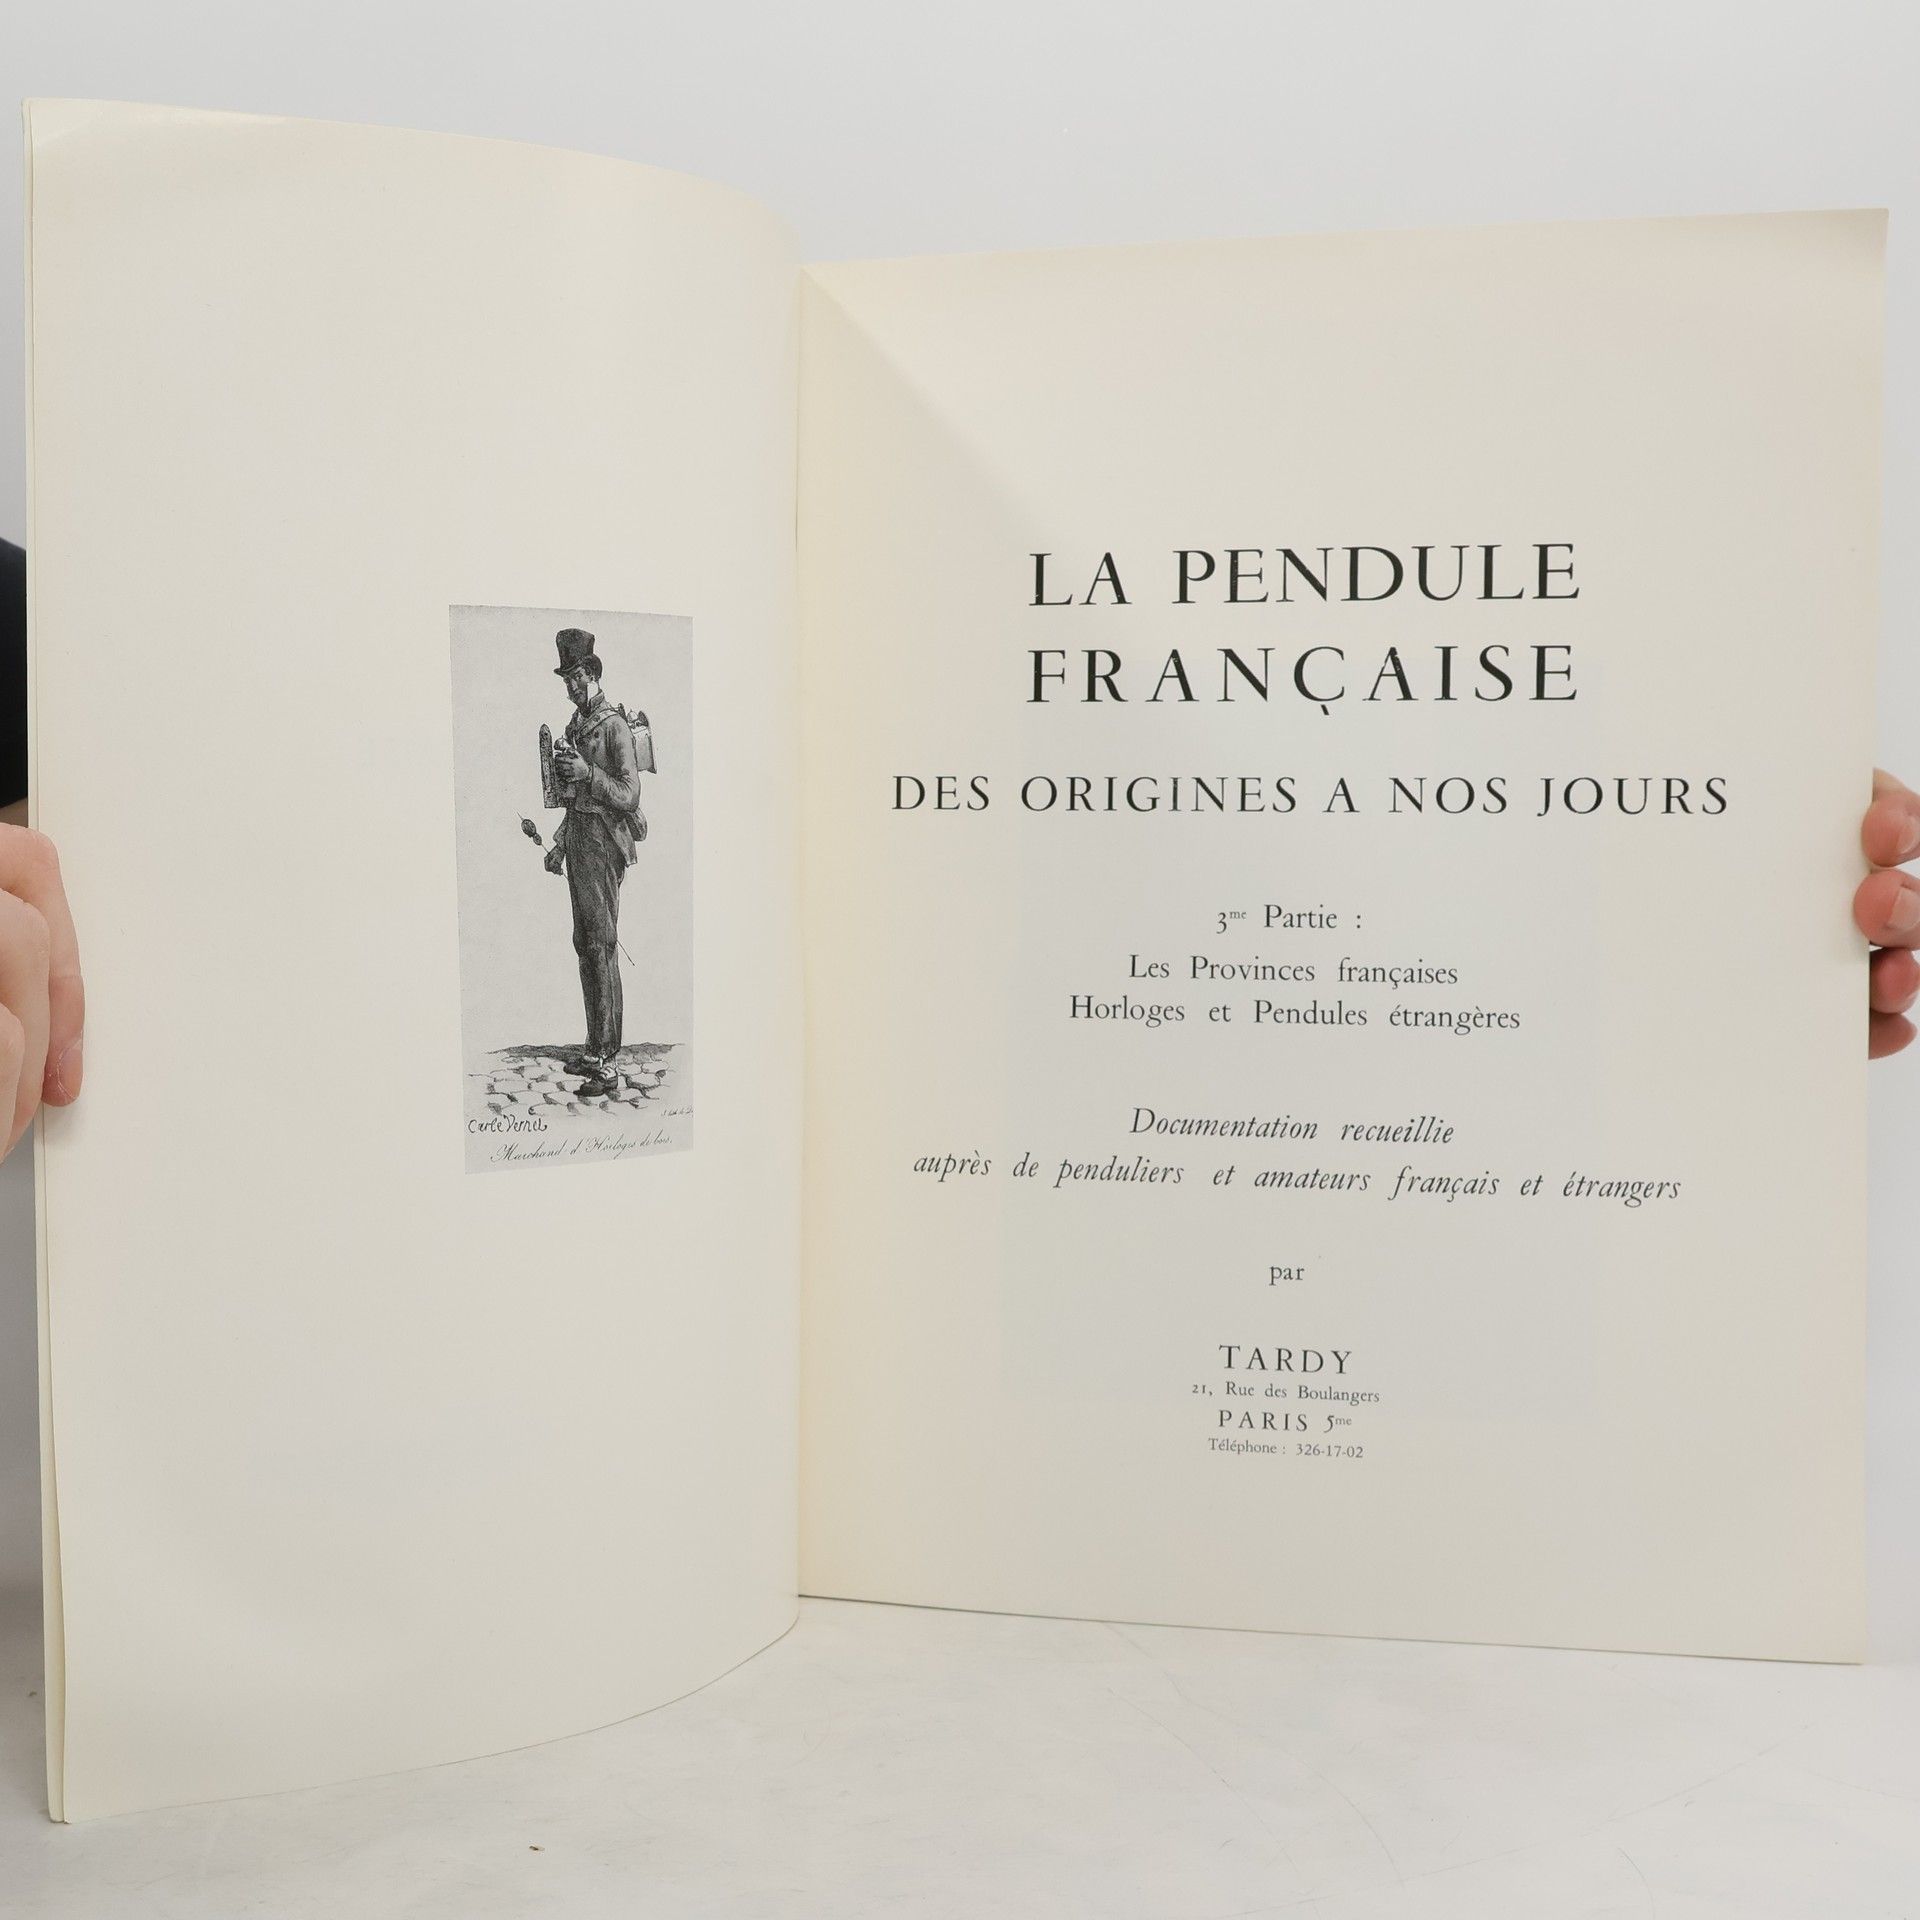 Carle Vernet
Marchand d'Horloges de bois.
LA PENDULE
FRANÇAISE
DES ORIGINES A NOS JOURS
3me Partie :
Les Provinces françaises
Horloges et Pendules étrangères
Documentation recueillie
auprès de penduliers et amateurs français et étrangers
par
TARDY
21, Rue des Boulangers
PARIS 5me
Téléphone : 326-17-02